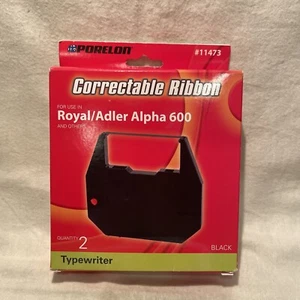 PORELON
#11473
Correctable Ribbon
FOR USE IN
Royal/Adler Alpha 600
AND OTHERS
QUANTITY 2
BLACK
Typewriter